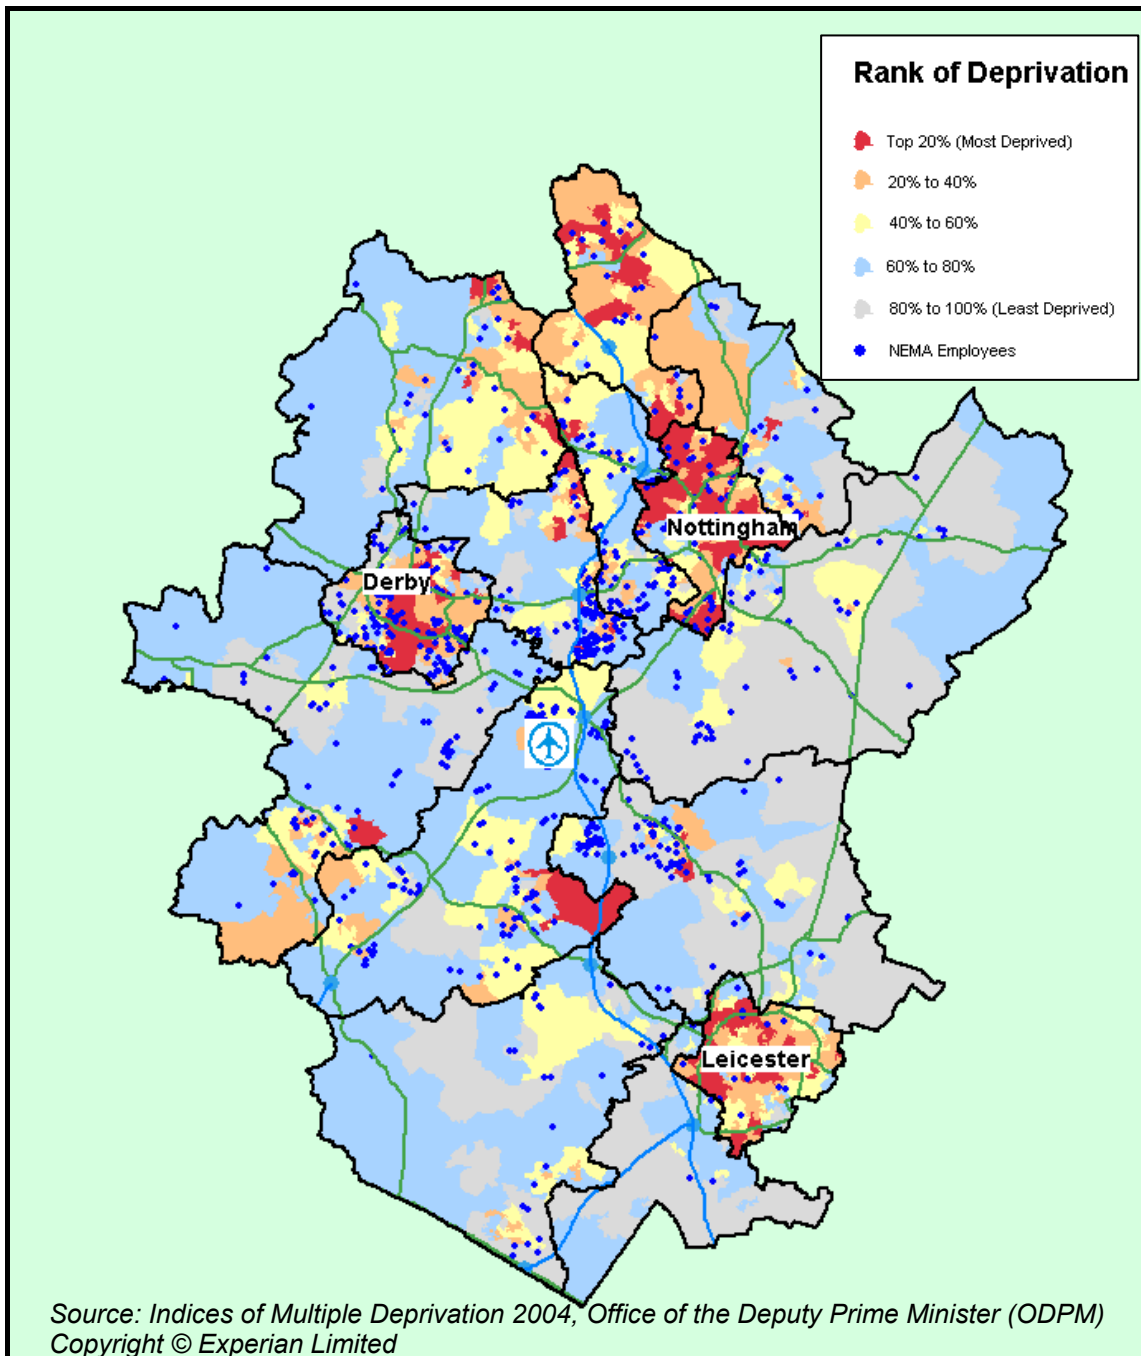 Rank of Deprivation
Top 20% (Most Deprived)
20% to 40%
40% to 60%
60% to 80%
80% to 100% (Least Deprived)
NEMA Employees
Nottingham
Derby
Leicester
Source: Indices of Multiple Deprivation 2004, Office of the Deputy Prime Minister (ODPM)
Copyright © Experian Limited